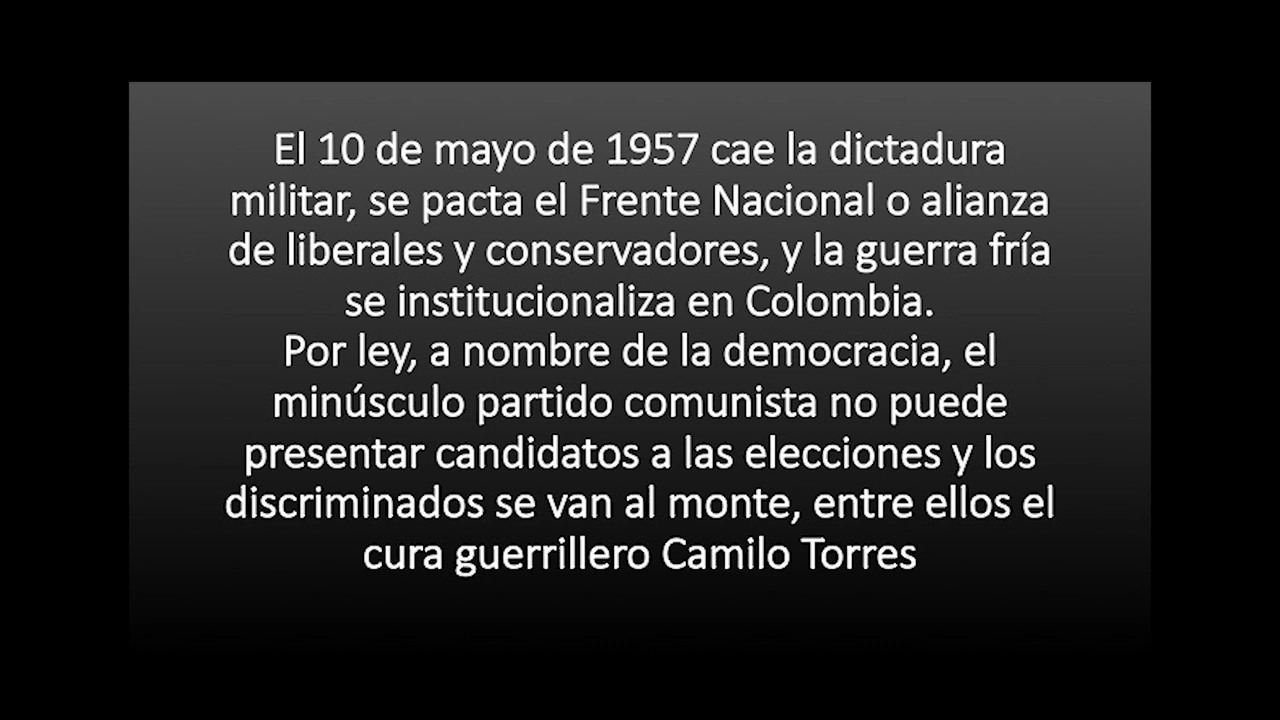 El 10 de mayo de 1957 cae la dictadura
militar, se pacta el Frente Nacional o alianza
de liberales y conservadores, y la guerra fría
se institucionaliza en Colombia.
Por ley, a nombre de la democracia, el
minúsculo partido comunista no puede
presentar candidatos a las elecciones y los
discriminados se van al monte, entre ellos el
cura guerrillero Camilo Torres